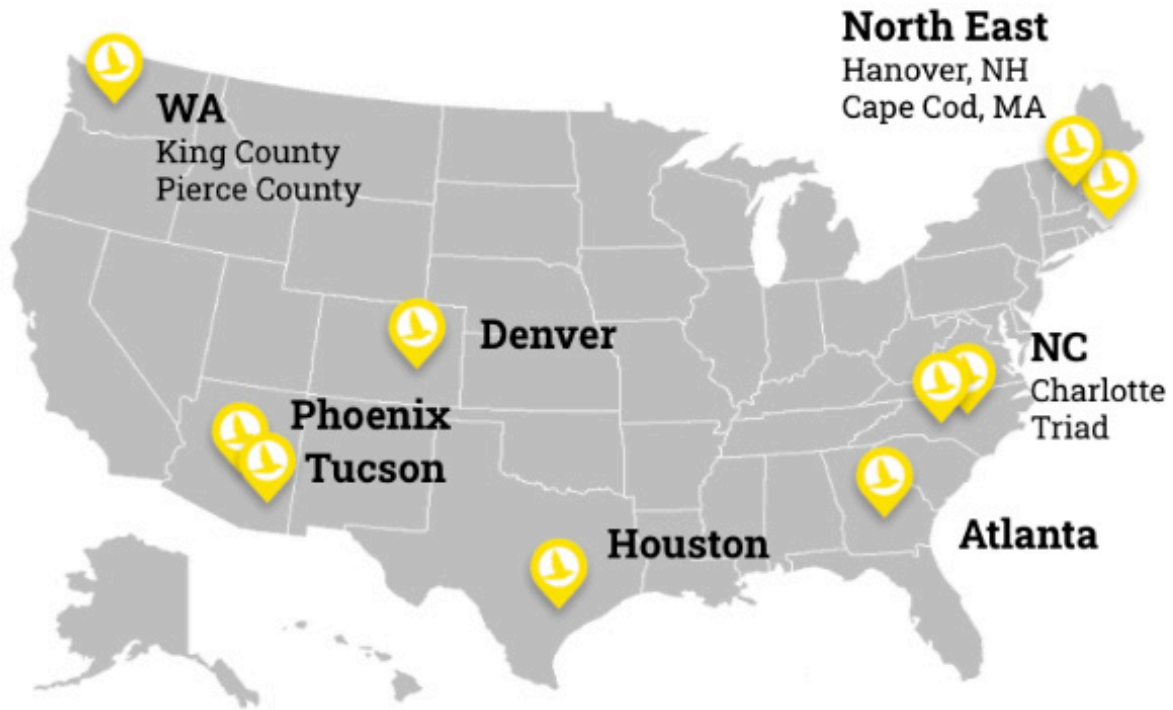 North East
Hanover, NH
Cape Cod, MA
WA
King County
Pierce County
Denver
NC
Charlotte
Triad
Phoenix
Tucson
Houston
Atlanta